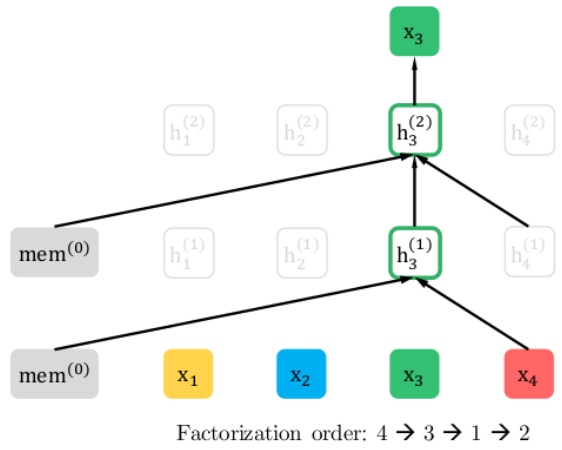 x₃
h₁⁽²⁾ h₂⁽²⁾ h₃⁽²⁾ h₄⁽²⁾
mem⁽⁰⁾ h₁⁽¹⁾ h₂⁽¹⁾ h₃⁽¹⁾ h₄⁽¹⁾
mem⁽⁰⁾ x₁ x₂ x₃ x₄
Factorization order: 4 → 3 → 1 → 2